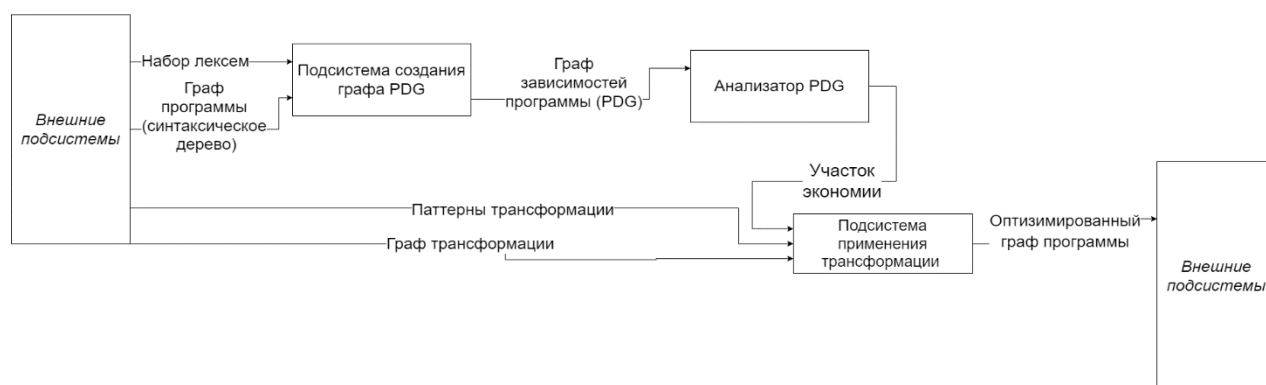 Внешние
подсистемы
Набор лексем
Граф
программы
(синтаксическое
дерево)
Подсистема создания
графа PDG
Граф
зависимостей
программы (PDG)
Анализатор PDG
Участок
экономии
Паттерны трансформации
Граф трансформации
Подсистема
применения
трансформации
Оптизимированный
граф программы
Внешние
подсистемы